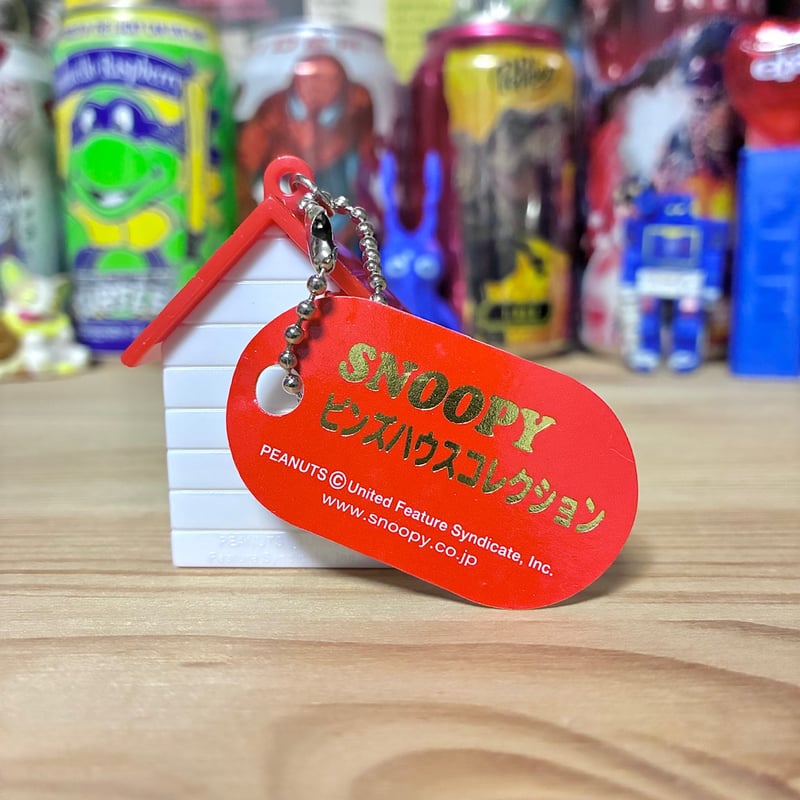 SNOOPY
ピンズハウスコレクション
PEANUTS © United Feature Syndicate, Inc.
www.snoopy.co.jp
PEANUTS